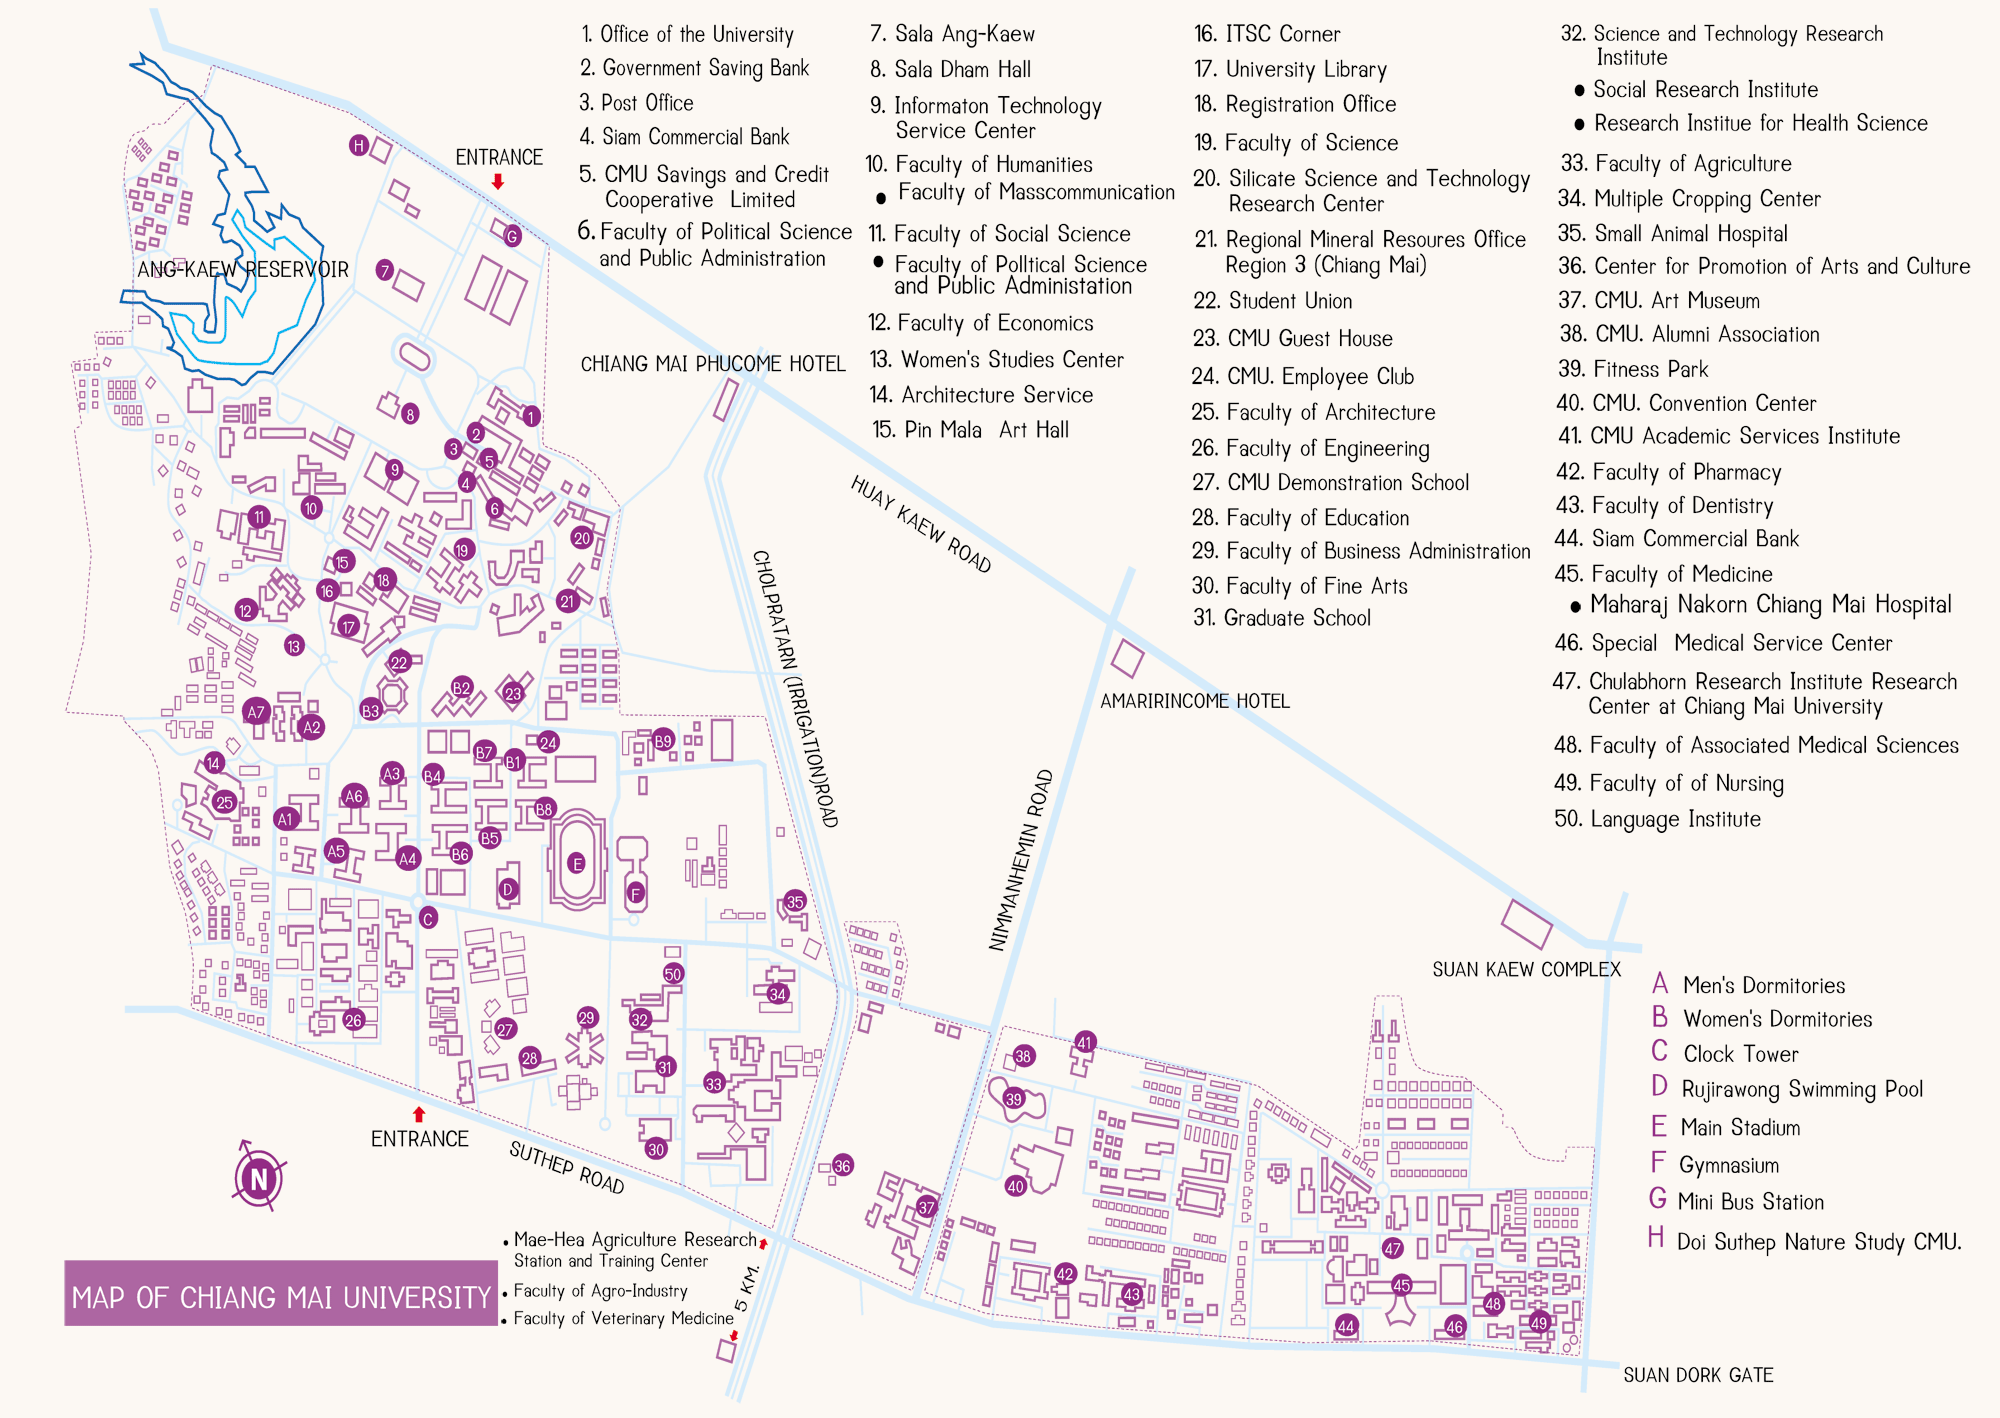 1. Office of the University
2. Government Saving Bank
3. Post Office
4. Siam Commercial Bank
5. CMU Savings and Credit
Cooperative Limited
6. Faculty of Political Science
and Public Administration
7. Sala Ang-Kaew
8. Sala Dham Hall
9. Informaton Technology
Service Center
10. Faculty of Humanities
● Faculty of Masscommunication
11. Faculty of Social Science
● Faculty of Polltical Science
and Public Administation
12. Faculty of Economics
13. Women's Studies Center
14. Architecture Service
15. Pin Mala Art Hall
16. ITSC Corner
17. University Library
18. Registration Office
19. Faculty of Science
20. Silicate Science and Technology
Research Center
21. Regional Mineral Resoures Office
Region 3 (Chiang Mai)
22. Student Union
23. CMU Guest House
24. CMU. Employee Club
25. Faculty of Architecture
26. Faculty of Engineering
27. CMU Demonstration School
28. Faculty of Education
29. Faculty of Business Administration
30. Faculty of Fine Arts
31. Graduate School
32. Science and Technology Research
Institute
● Social Research Institute
● Research Institue for Health Science
33. Faculty of Agriculture
34. Multiple Cropping Center
35. Small Animal Hospital
36. Center for Promotion of Arts and Culture
37. CMU. Art Museum
38. CMU. Alumni Association
39. Fitness Park
40. CMU. Convention Center
41. CMU Academic Services Institute
42. Faculty of Pharmacy
43. Faculty of Dentistry
44. Siam Commercial Bank
45. Faculty of Medicine
● Maharaj Nakorn Chiang Mai Hospital
46. Special Medical Service Center
47. Chulabhorn Research Institute Research
Center at Chiang Mai University
48. Faculty of Associated Medical Sciences
49. Faculty of of Nursing
50. Language Institute
A Men's Dormitories
B Women's Dormitories
C Clock Tower
D Rujirawong Swimming Pool
E Main Stadium
F Gymnasium
G Mini Bus Station
H Doi Suthep Nature Study CMU.
H
ENTRANCE
G
7
ANG-KAEW RESERVOIR
CHIANG MAI PHUCOME HOTEL
8
1
2
3
5
9
4
6
HUAY KAEW ROAD
10
11
20
19
15
18
16
21
12
17
13
22
CHOLPRATARN (IRRIGATION)ROAD
B2
23
B3
A7
A2
AMARIRINCOME HOTEL
24
B9
B7
B1
14
A3
B4
A6
25
B8
A1
B5
A5
B6
A4
E
D
F
NIMMANHEMIN ROAD
35
C
50
34
SUAN KAEW COMPLEX
26
27
29
32
28
31
33
38
41
39
ENTRANCE
30
SUTHEP ROAD
36
40
37
N
47
42
43
45
48
44
46
49
• Mae-Hea Agriculture Research
Station and Training Center
• Faculty of Agro-Industry
• Faculty of Veterinary Medicine
5 KM.
MAP OF CHIANG MAI UNIVERSITY
SUAN DORK GATE